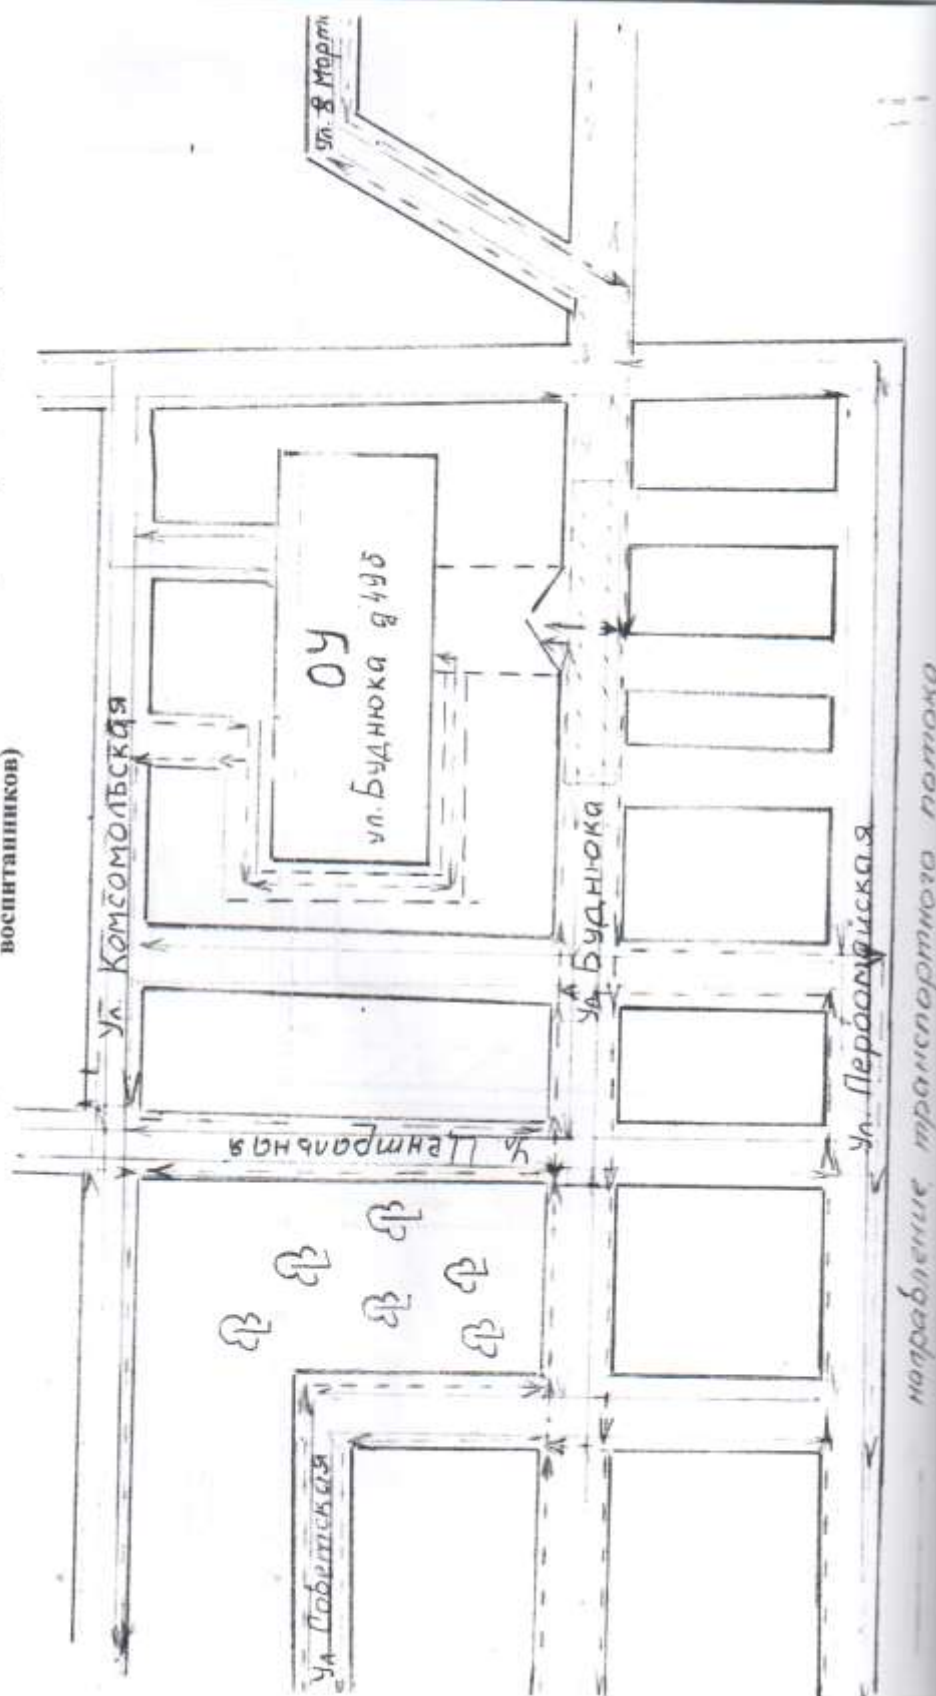 воспитанников)
Ул. 8 Март
Ул. Комсомольская
ОУ
ул. Буднюка д 49б
Ул. Центральная
Ул. Буднюка
Ул. Советская
Ул. Первомайская
направление транспортного потока